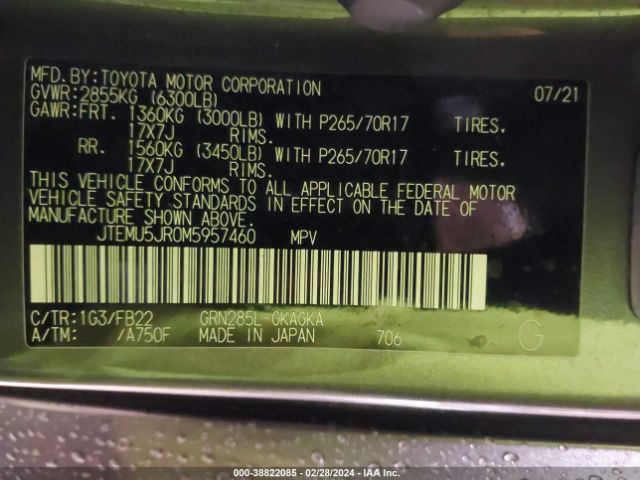 MFD.BY:TOYOTA MOTOR CORPORATION 07/21
GVWR:2855KG (6300LB)
GAWR:FRT. 1360KG (3000LB) WITH P265/70R17 TIRES.
17X7J RIMS.
RR. 1560KG (3450LB) WITH P265/70R17 TIRES.
17X7J RIMS.
THIS VEHICLE CONFORMS TO ALL APPLICABLE FEDERAL MOTOR
VEHICLE SAFETY STANDARDS IN EFFECT ON THE DATE OF
MANUFACTURE SHOWN ABOVE.
JTEMU5JR0M5957460 MPV
C/TR:1G3/FB22 GRN285L-GKAGKA
A/TM: /A750F MADE IN JAPAN 706 G
000-38822085 - 02/28/2024 - IAA Inc.